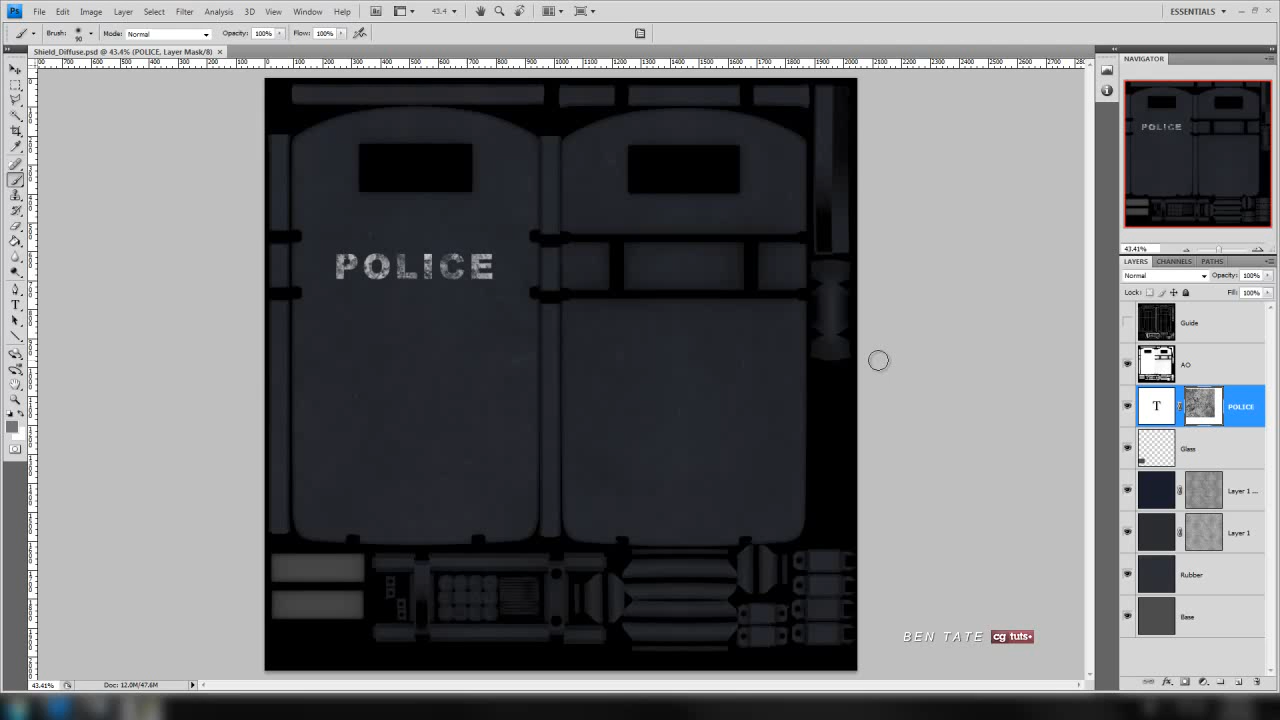 Ps File Edit Image Layer Select Filter Analysis 3D View Window Help 43.4 ESSENTIALS
Brush: 90 Mode: Normal Opacity: 100% Flow: 100%
Shield_Diffuse.psd @ 43.4% (POLICE, Layer Mask/8) ×
NAVIGATOR
POLICE
43.41%
LAYERS CHANNELS PATHS
Normal Opacity: 100%
Lock: Fill: 100%
Guide
AO
T POLICE
Glass
Layer 1 ...
Layer 1
Rubber
Base
POLICE
BEN TATE cg tuts+
43.41% Doc: 12.0M/47.6M